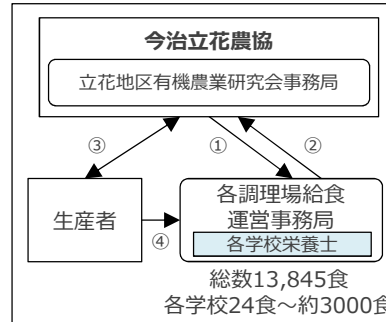 今治立花農協
立花地区有機農業研究会事務局
③
①
②
生産者
④
各調理場給食
運営事務局
各学校栄養士
総数13,845食
各学校24食～約3000食